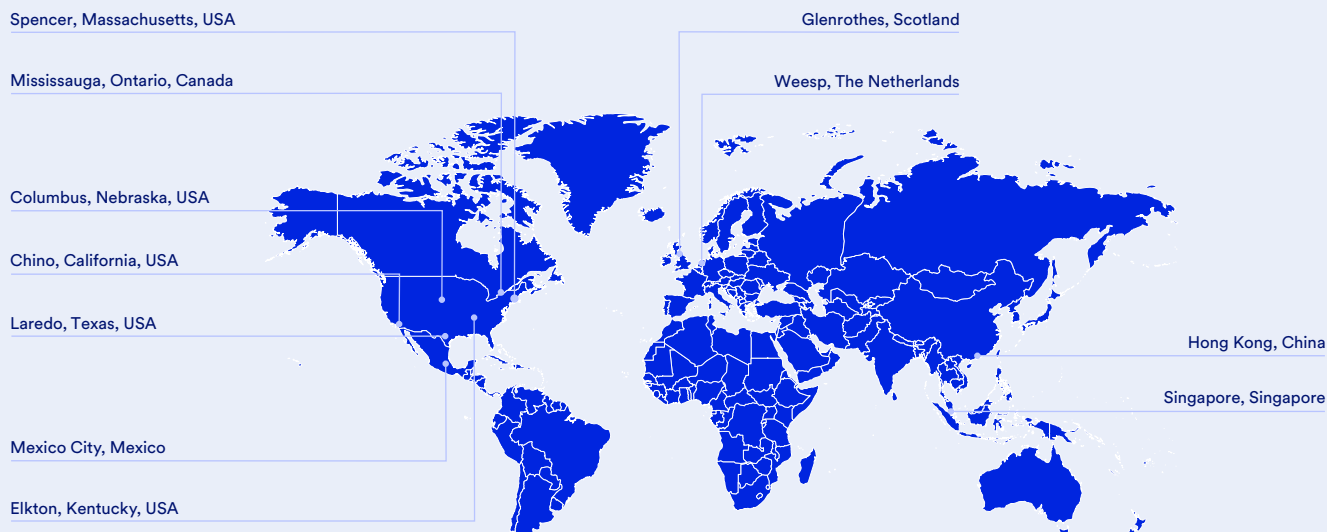 Spencer, Massachusetts, USA
Glenrothes, Scotland
Mississauga, Ontario, Canada
Weesp, The Netherlands
Columbus, Nebraska, USA
Chino, California, USA
Laredo, Texas, USA
Hong Kong, China
Singapore, Singapore
Mexico City, Mexico
Elkton, Kentucky, USA